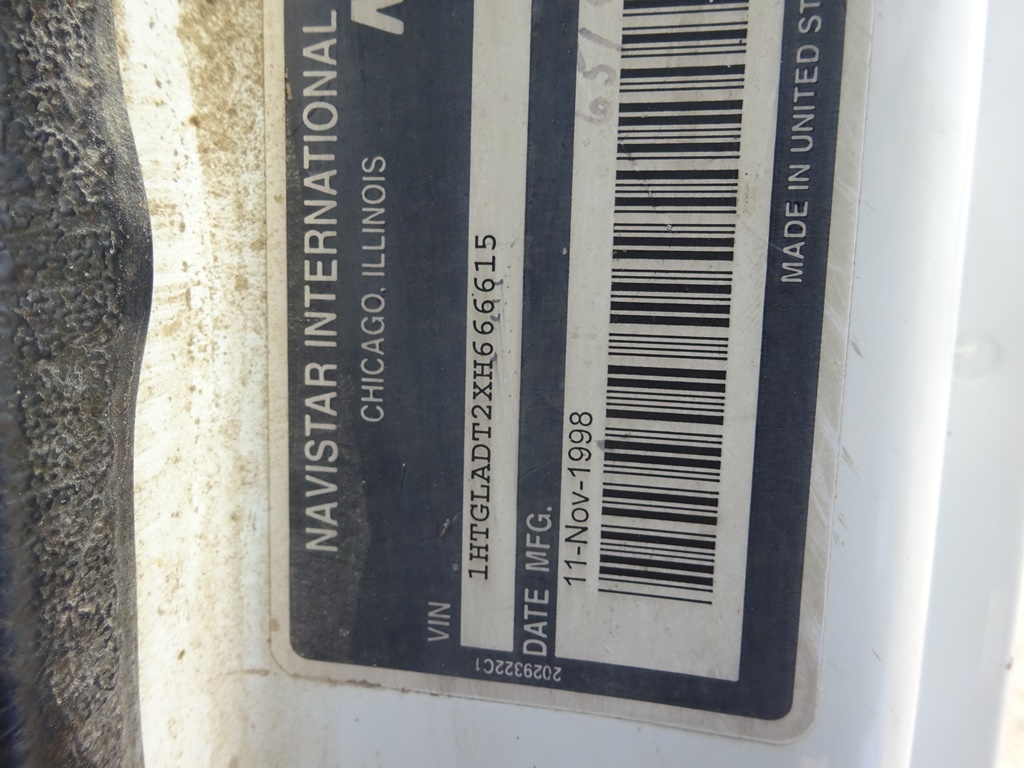 NAVISTAR INTERNATIONAL
CHICAGO, ILLINOIS
VIN
1HTGLADT2XH666615
DATE MFG.
11-Nov-1998
MADE IN UNITED ST
2029322C1